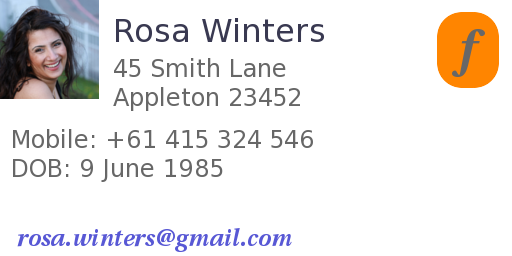 Rosa Winters
45 Smith Lane
Appleton 23452
f
Mobile: +61 415 324 546
DOB: 9 June 1985
rosa.winters@gmail.com